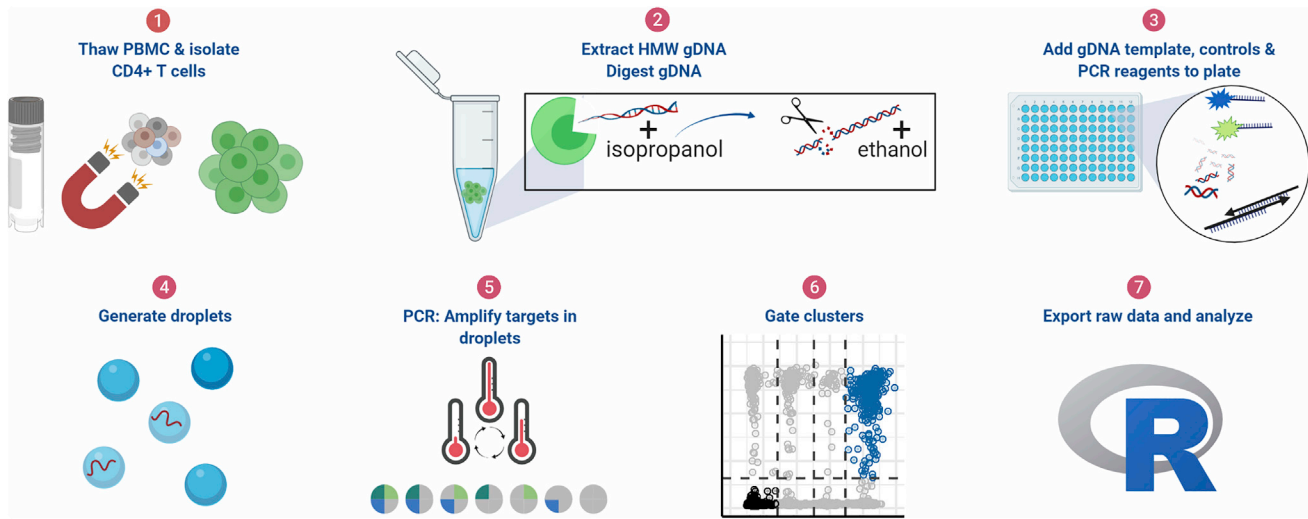 1
Thaw PBMC & isolate
CD4+ T cells
2
Extract HMW gDNA
Digest gDNA
+
isopropanol
+
ethanol
3
Add gDNA template, controls &
PCR reagents to plate
4
Generate droplets
5
PCR: Amplify targets in
droplets
6
Gate clusters
7
Export raw data and analyze
R